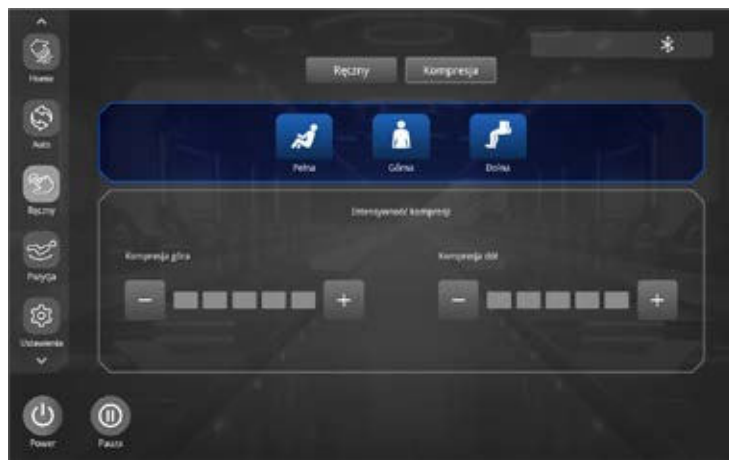 Home
Auto
Ręczny
Pozycja
Ustawienia
Power
Pauza
Ręczny
Kompresja
Pełna
Górna
Dolna
Intensywność kompresji
Kompresja góra
Kompresja dół